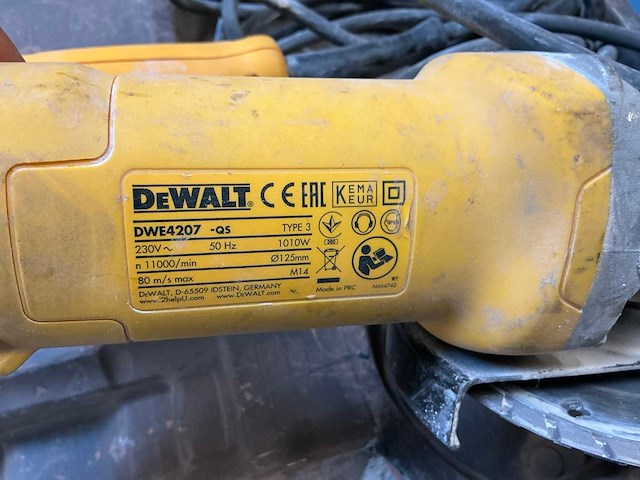 DEWALT® CE EAC KEMA KEUR
DWE4207 -QS TYPE 3
230V~ 50 Hz 1010W
n 11000/min Ø125mm
80 m/s max M14
DEWALT, D-65509 IDSTEIN, GERMANY
www.2helpU.com www.DEWALT.com
Made in PRC